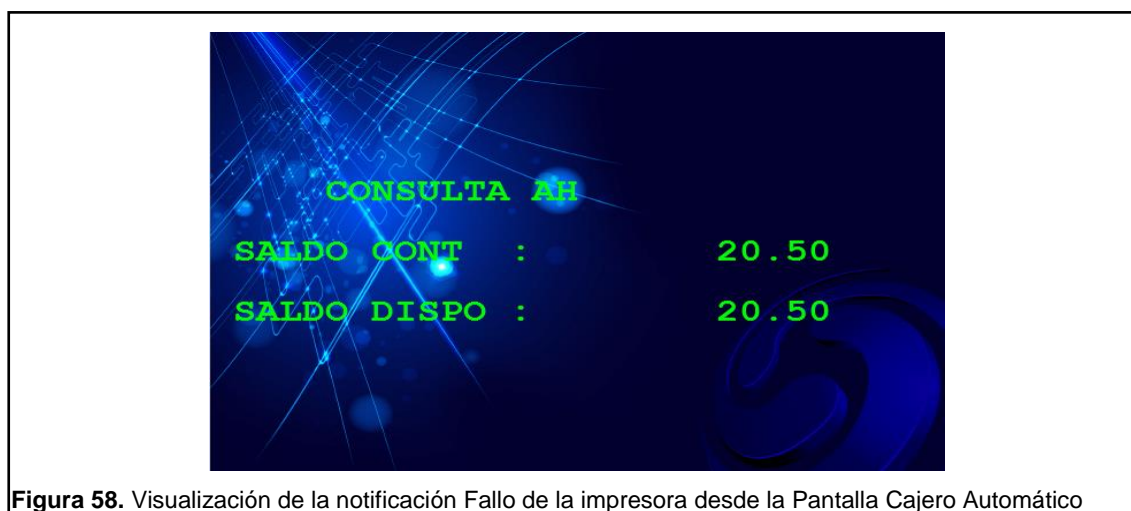 CONSULTA AH
SALDO CONT : 20.50
SALDO DISPO : 20.50
Figura 58. Visualización de la notificación Fallo de la impresora desde la Pantalla Cajero Automático